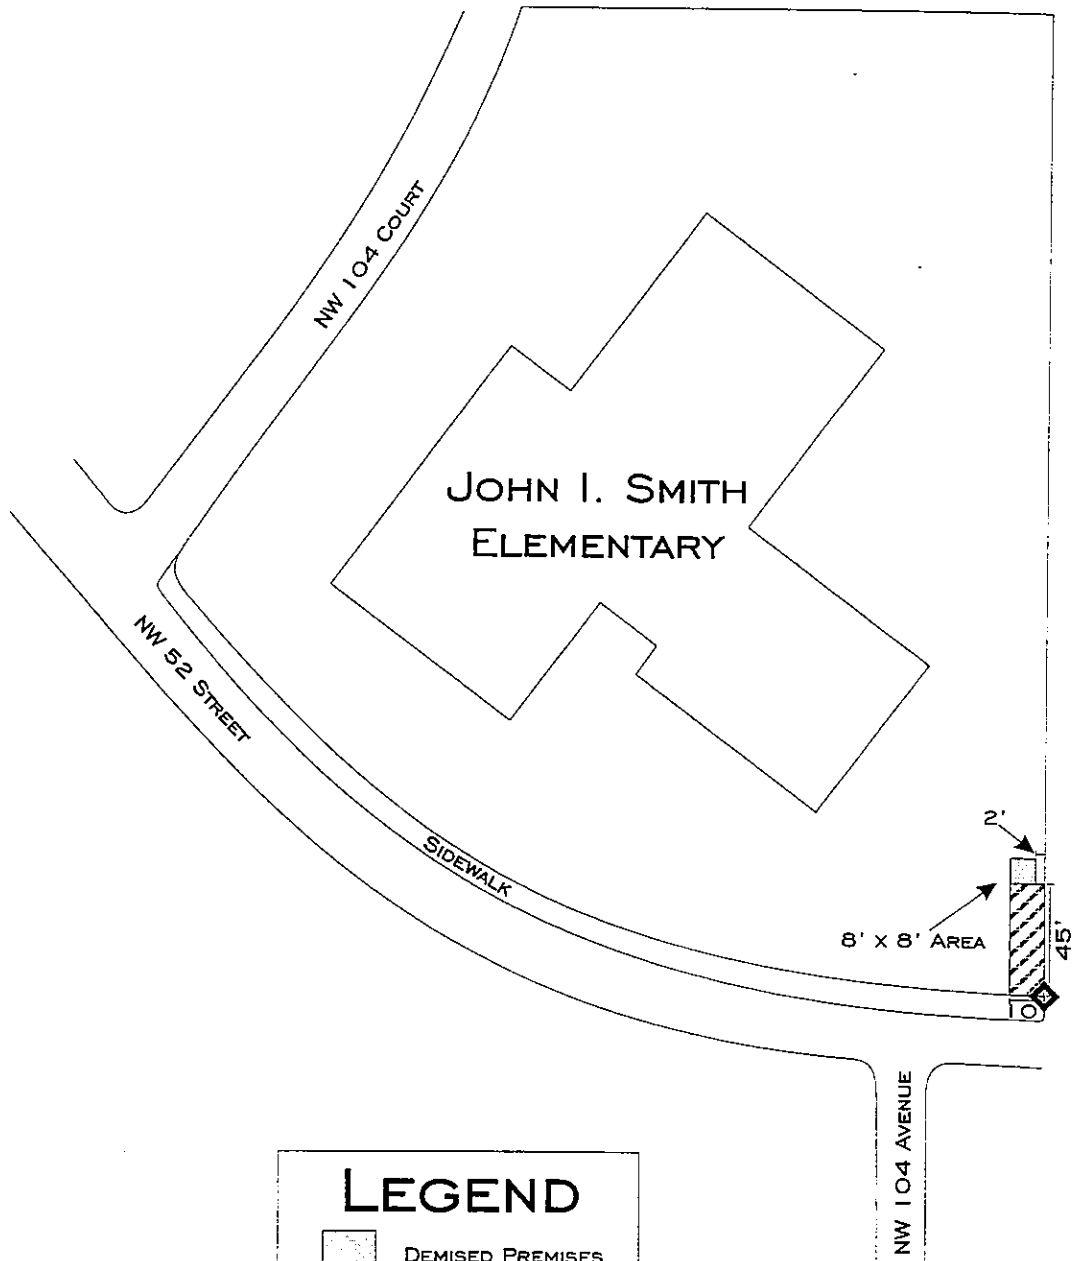 NW 104 COURT
JOHN I. SMITH
ELEMENTARY
NW 52 STREET
SIDEWALK
2'
8' X 8' AREA
45'
10
NW 104 AVENUE
LEGEND
DEMISED PREMISES